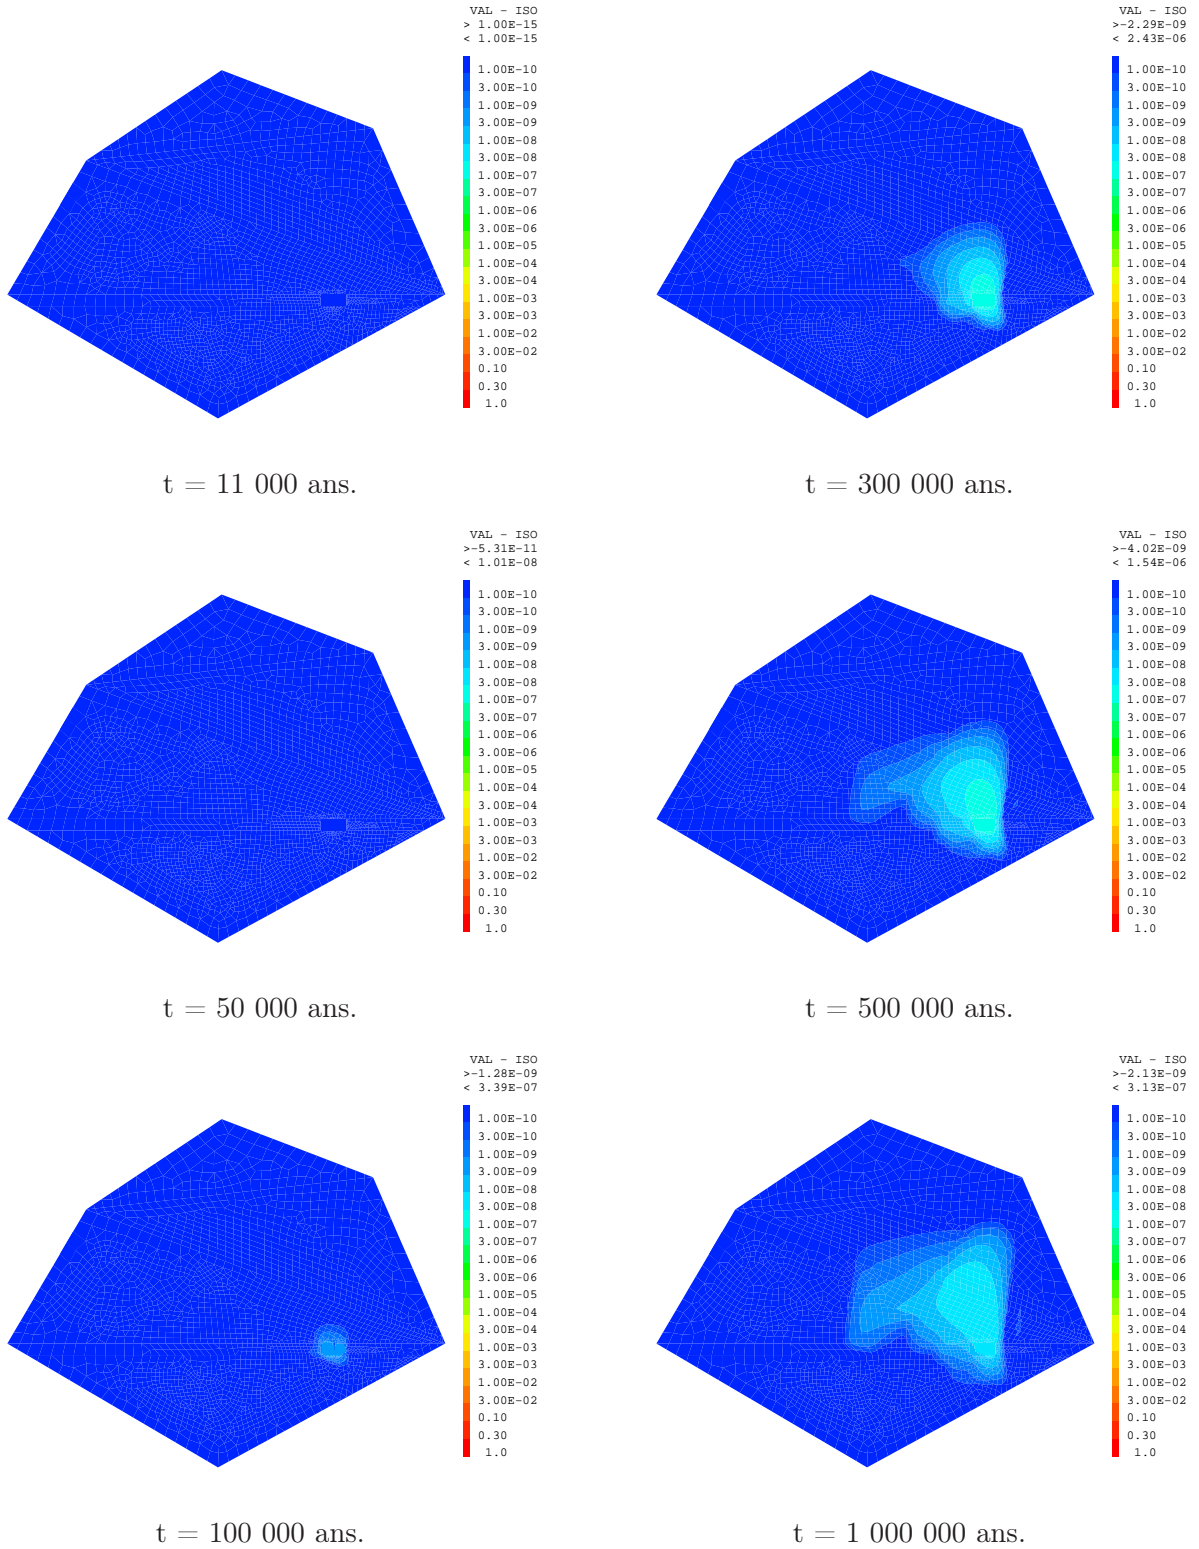 VAL - ISO
> 1.00E-15
< 1.00E-15
1.00E-10
3.00E-10
1.00E-09
3.00E-09
1.00E-08
3.00E-08
1.00E-07
3.00E-07
1.00E-06
3.00E-06
1.00E-05
1.00E-04
3.00E-04
1.00E-03
3.00E-03
1.00E-02
3.00E-02
0.10
0.30
1.0
t = 11 000 ans.
VAL - ISO
>-2.29E-09
< 2.43E-06
1.00E-10
3.00E-10
1.00E-09
3.00E-09
1.00E-08
3.00E-08
1.00E-07
3.00E-07
1.00E-06
3.00E-06
1.00E-05
1.00E-04
3.00E-04
1.00E-03
3.00E-03
1.00E-02
3.00E-02
0.10
0.30
1.0
t = 300 000 ans.
VAL - ISO
>-5.31E-11
< 1.01E-08
1.00E-10
3.00E-10
1.00E-09
3.00E-09
1.00E-08
3.00E-08
1.00E-07
3.00E-07
1.00E-06
3.00E-06
1.00E-05
1.00E-04
3.00E-04
1.00E-03
3.00E-03
1.00E-02
3.00E-02
0.10
0.30
1.0
t = 50 000 ans.
VAL - ISO
>-4.02E-09
< 1.54E-06
1.00E-10
3.00E-10
1.00E-09
3.00E-09
1.00E-08
3.00E-08
1.00E-07
3.00E-07
1.00E-06
3.00E-06
1.00E-05
1.00E-04
3.00E-04
1.00E-03
3.00E-03
1.00E-02
3.00E-02
0.10
0.30
1.0
t = 500 000 ans.
VAL - ISO
>-1.28E-09
< 3.39E-07
1.00E-10
3.00E-10
1.00E-09
3.00E-09
1.00E-08
3.00E-08
1.00E-07
3.00E-07
1.00E-06
3.00E-06
1.00E-05
1.00E-04
3.00E-04
1.00E-03
3.00E-03
1.00E-02
3.00E-02
0.10
0.30
1.0
t = 100 000 ans.
VAL - ISO
>-2.13E-09
< 3.13E-07
1.00E-10
3.00E-10
1.00E-09
3.00E-09
1.00E-08
3.00E-08
1.00E-07
3.00E-07
1.00E-06
3.00E-06
1.00E-05
1.00E-04
3.00E-04
1.00E-03
3.00E-03
1.00E-02
3.00E-02
0.10
0.30
1.0
t = 1 000 000 ans.